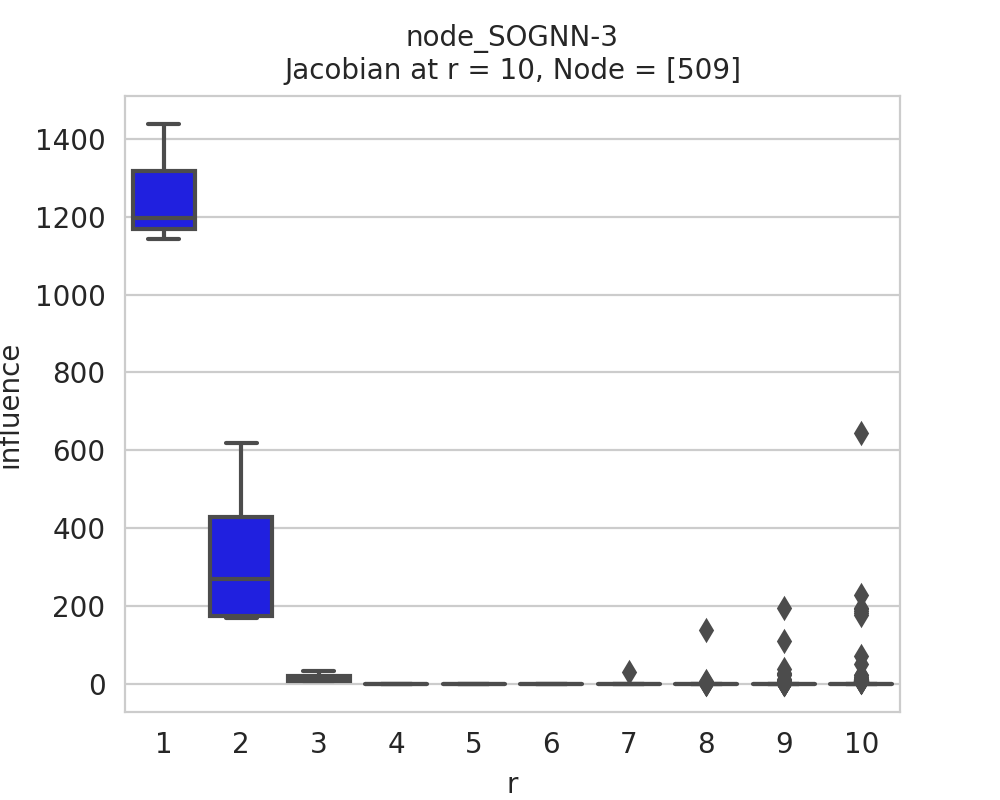 node_SOGNN-3
Jacobian at r = 10, Node = [509]
influence
1400
1200
1000
800
600
400
200
0
1 2 3 4 5 6 7 8 9 10
r